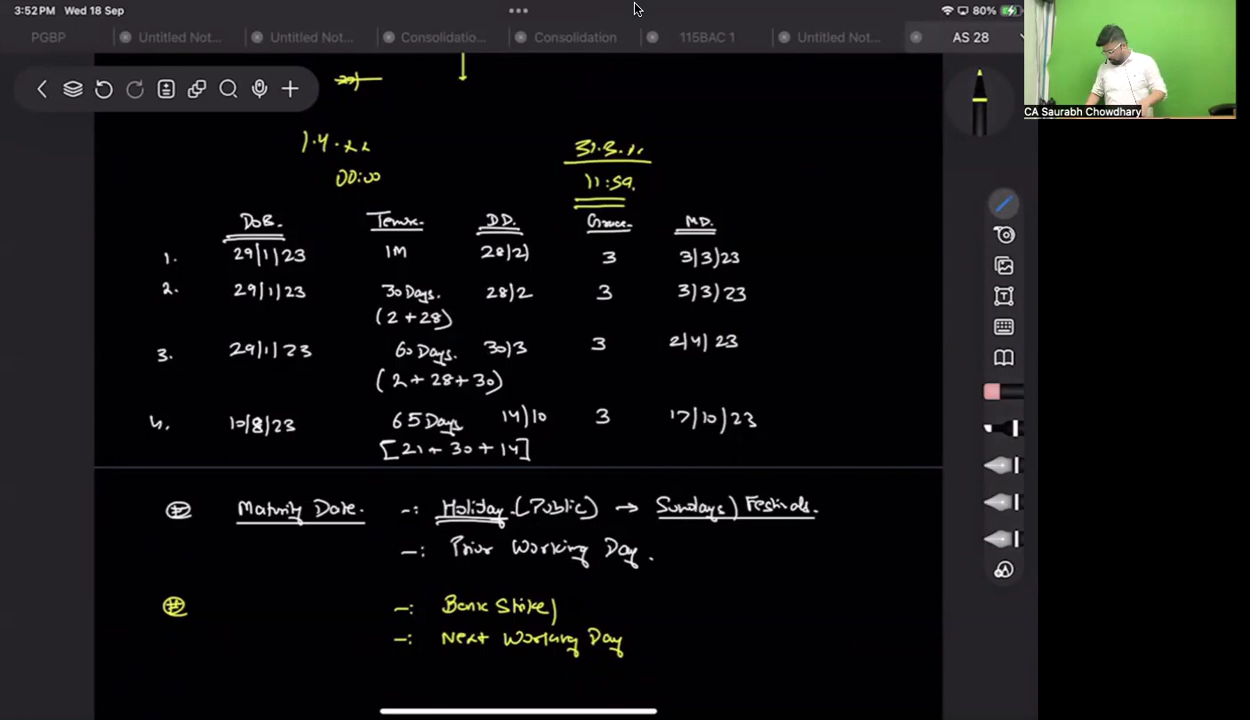 3:52 PM Wed 18 Sep
80%
PGBP
Untitled Not...
Untitled Not...
Consolidatio...
Consolidation
115BAC 1
Untitled Not...
AS 28
CA Saurabh Chowdhary
1.4.xx
00:00
31.3.
11:59.
DoB. Tenure. DD. Grace. MD.
1. 29/1/23 1M 28/2) 3 3/3/23
2. 29/1/23 30 Days. 28/2 3 3/3/23
(2+28)
3. 29/1/23 60 Days. 30/3 3 2/4/23
(2+28+30)
4. 10/8/23 65 Days 14/10 3 17/10/23
[21+30+14]
# Maturity Date. -: Holiday (Public) → Sundays/Festivals.
-: Prior Working Day.
# -: Bank Strike)
-: Next Working Day